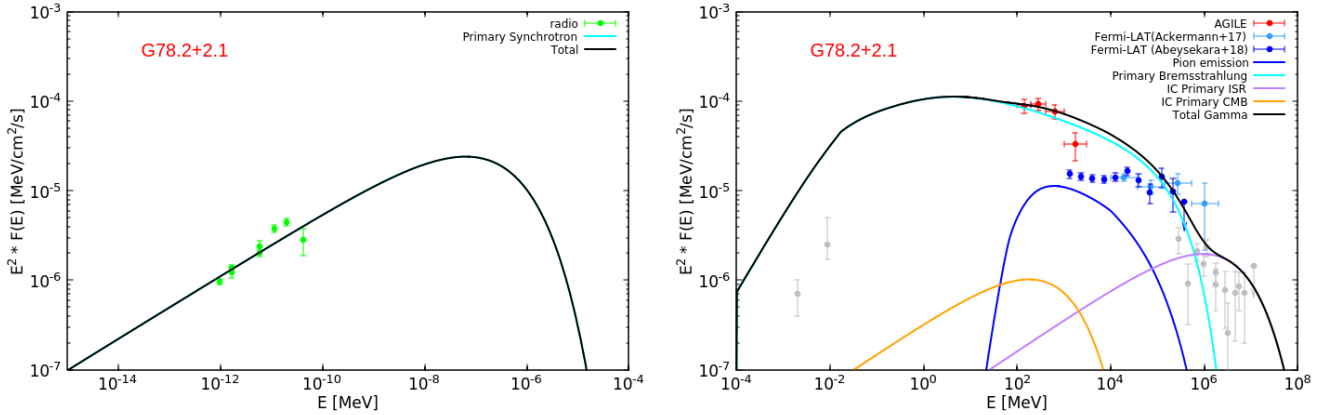 G78.2+2.1
radio
Primary Synchrotron
Total
E² * F(E) [MeV/cm²/s]
10⁻³
10⁻⁴
10⁻⁵
10⁻⁶
10⁻⁷
10⁻¹⁴
10⁻¹²
10⁻¹⁰
10⁻⁸
10⁻⁶
10⁻⁴
E [MeV]
G78.2+2.1
AGILE
Fermi-LAT(Ackermann+17)
Fermi-LAT (Abeysekara+18)
Pion emission
Primary Bremsstrahlung
IC Primary ISR
IC Primary CMB
Total Gamma
E² * F(E) [MeV/cm²/s]
10⁻³
10⁻⁴
10⁻⁵
10⁻⁶
10⁻⁷
10⁻⁴
10⁻²
10⁰
10²
10⁴
10⁶
10⁸
E [MeV]